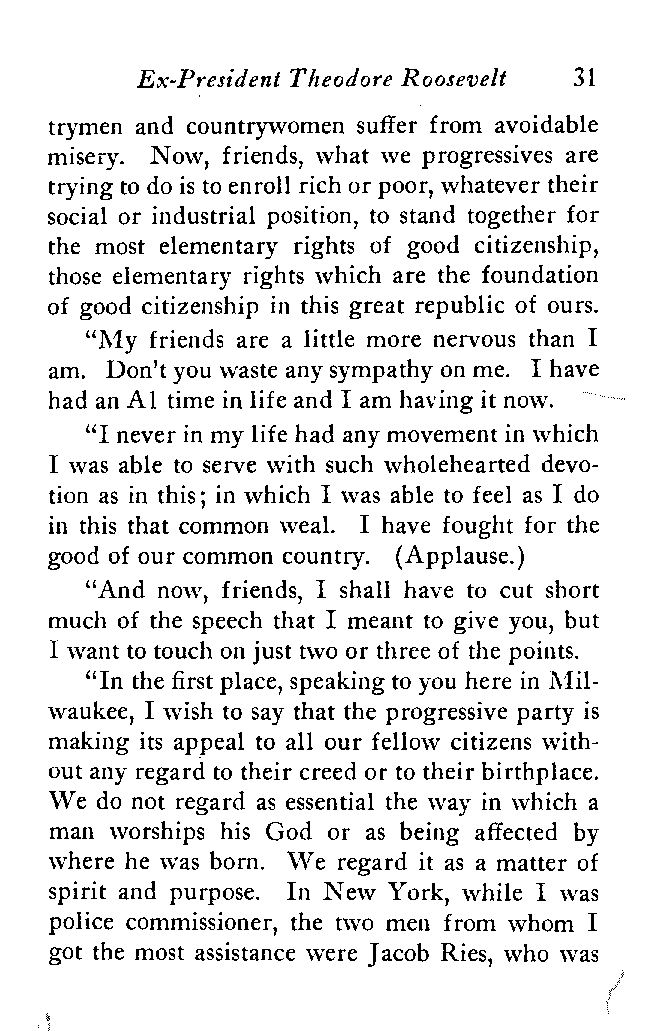 Ex-President Theodore Roosevelt 31
trymen and countrywomen suffer from avoidable
misery. Now, friends, what we progressives are
trying to do is to enroll rich or poor, whatever their
social or industrial position, to stand together for
the most elementary rights of good citizenship,
those elementary rights which are the foundation
of good citizenship in this great republic of ours.
“My friends are a little more nervous than I
am. Don’t you waste any sympathy on me. I have
had an A1 time in life and I am having it now.
“I never in my life had any movement in which
I was able to serve with such wholehearted devo-
tion as in this; in which I was able to feel as I do
in this that common weal. I have fought for the
good of our common country. (Applause.)
“And now, friends, I shall have to cut short
much of the speech that I meant to give you, but
I want to touch on just two or three of the points.
“In the first place, speaking to you here in Mil-
waukee, I wish to say that the progressive party is
making its appeal to all our fellow citizens with-
out any regard to their creed or to their birthplace.
We do not regard as essential the way in which a
man worships his God or as being affected by
where he was born. We regard it as a matter of
spirit and purpose. In New York, while I was
police commissioner, the two men from whom I
got the most assistance were Jacob Ries, who was